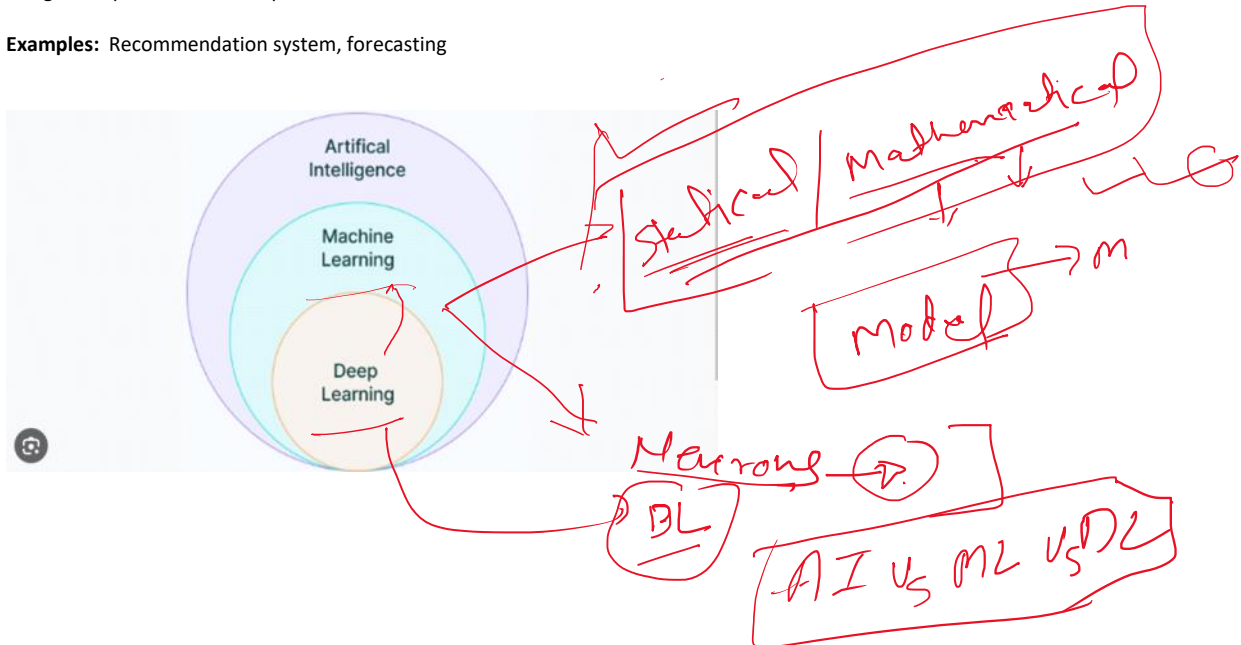 Examples: Recommendation system, forecasting
Artifical
Intelligence
Machine
Learning
Deep
Learning
Statical | Mathematical
Model → m
Neurons
DL
AI vs ML vs DL